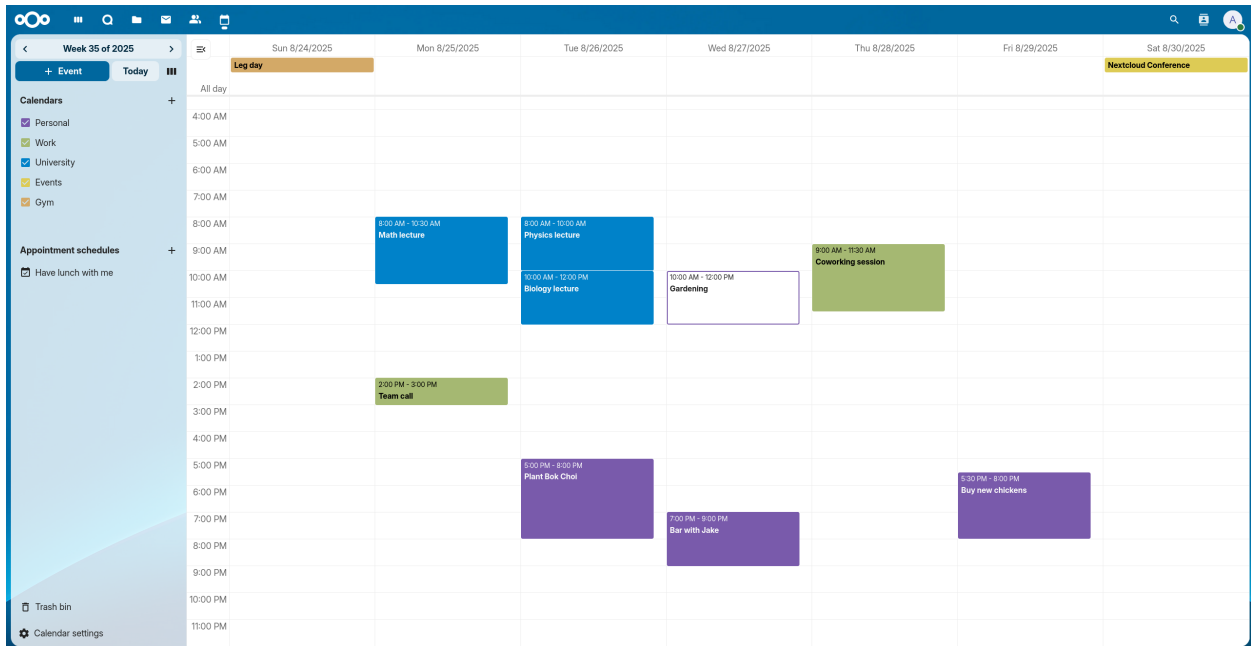 A
Week 35 of 2025
+ Event
Today
Calendars
Personal
Work
University
Events
Gym
Appointment schedules
Have lunch with me
Trash bin
Calendar settings
Sun 8/24/2025
Mon 8/25/2025
Tue 8/26/2025
Wed 8/27/2025
Thu 8/28/2025
Fri 8/29/2025
Sat 8/30/2025
All day
Leg day
Nextcloud Conference
4:00 AM
5:00 AM
6:00 AM
7:00 AM
8:00 AM
9:00 AM
10:00 AM
11:00 AM
12:00 PM
1:00 PM
2:00 PM
3:00 PM
4:00 PM
5:00 PM
6:00 PM
7:00 PM
8:00 PM
9:00 PM
10:00 PM
11:00 PM
8:00 AM - 10:30 AM
Math lecture
2:00 PM - 3:00 PM
Team call
8:00 AM - 10:00 AM
Physics lecture
10:00 AM - 12:00 PM
Biology lecture
5:00 PM - 8:00 PM
Plant Bok Choi
10:00 AM - 12:00 PM
Gardening
7:00 PM - 9:00 PM
Bar with Jake
9:00 AM - 11:30 AM
Coworking session
5:30 PM - 8:00 PM
Buy new chickens